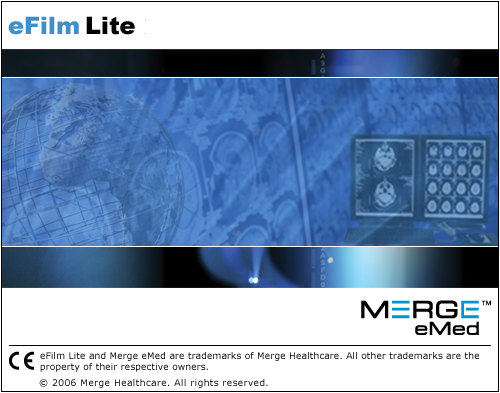 eFilm Lite
MERGE™
eMed
CE
eFilm Lite and Merge eMed are trademarks of Merge Healthcare. All other trademarks are the
property of their respective owners.
© 2006 Merge Healthcare. All rights reserved.